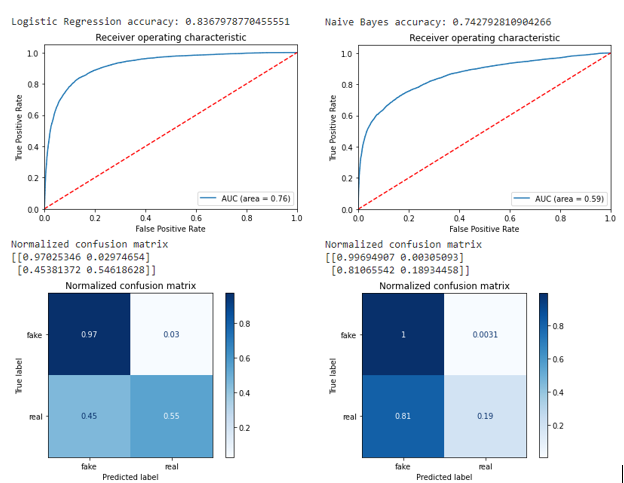 Logistic Regression accuracy: 0.8367978770455551
Receiver operating characteristic
1.0
0.8
0.6
0.4
0.2
0.0
True Positive Rate
AUC (area = 0.76)
0.0 0.2 0.4 0.6 0.8 1.0
False Positive Rate
Normalized confusion matrix
[[0.97025346 0.02974654]
[0.45381372 0.54618628]]
Normalized confusion matrix
fake
real
True label
0.97 0.03
0.45 0.55
0.8
0.6
0.4
0.2
fake real
Predicted label
Naive Bayes accuracy: 0.742792810904266
Receiver operating characteristic
1.0
0.8
0.6
0.4
0.2
0.0
True Positive Rate
AUC (area = 0.59)
0.0 0.2 0.4 0.6 0.8 1.0
False Positive Rate
Normalized confusion matrix
[[0.99694907 0.00305093]
[0.81065542 0.18934458]]
Normalized confusion matrix
fake
real
True label
1 0.0031
0.81 0.19
0.8
0.6
0.4
0.2
fake real
Predicted label